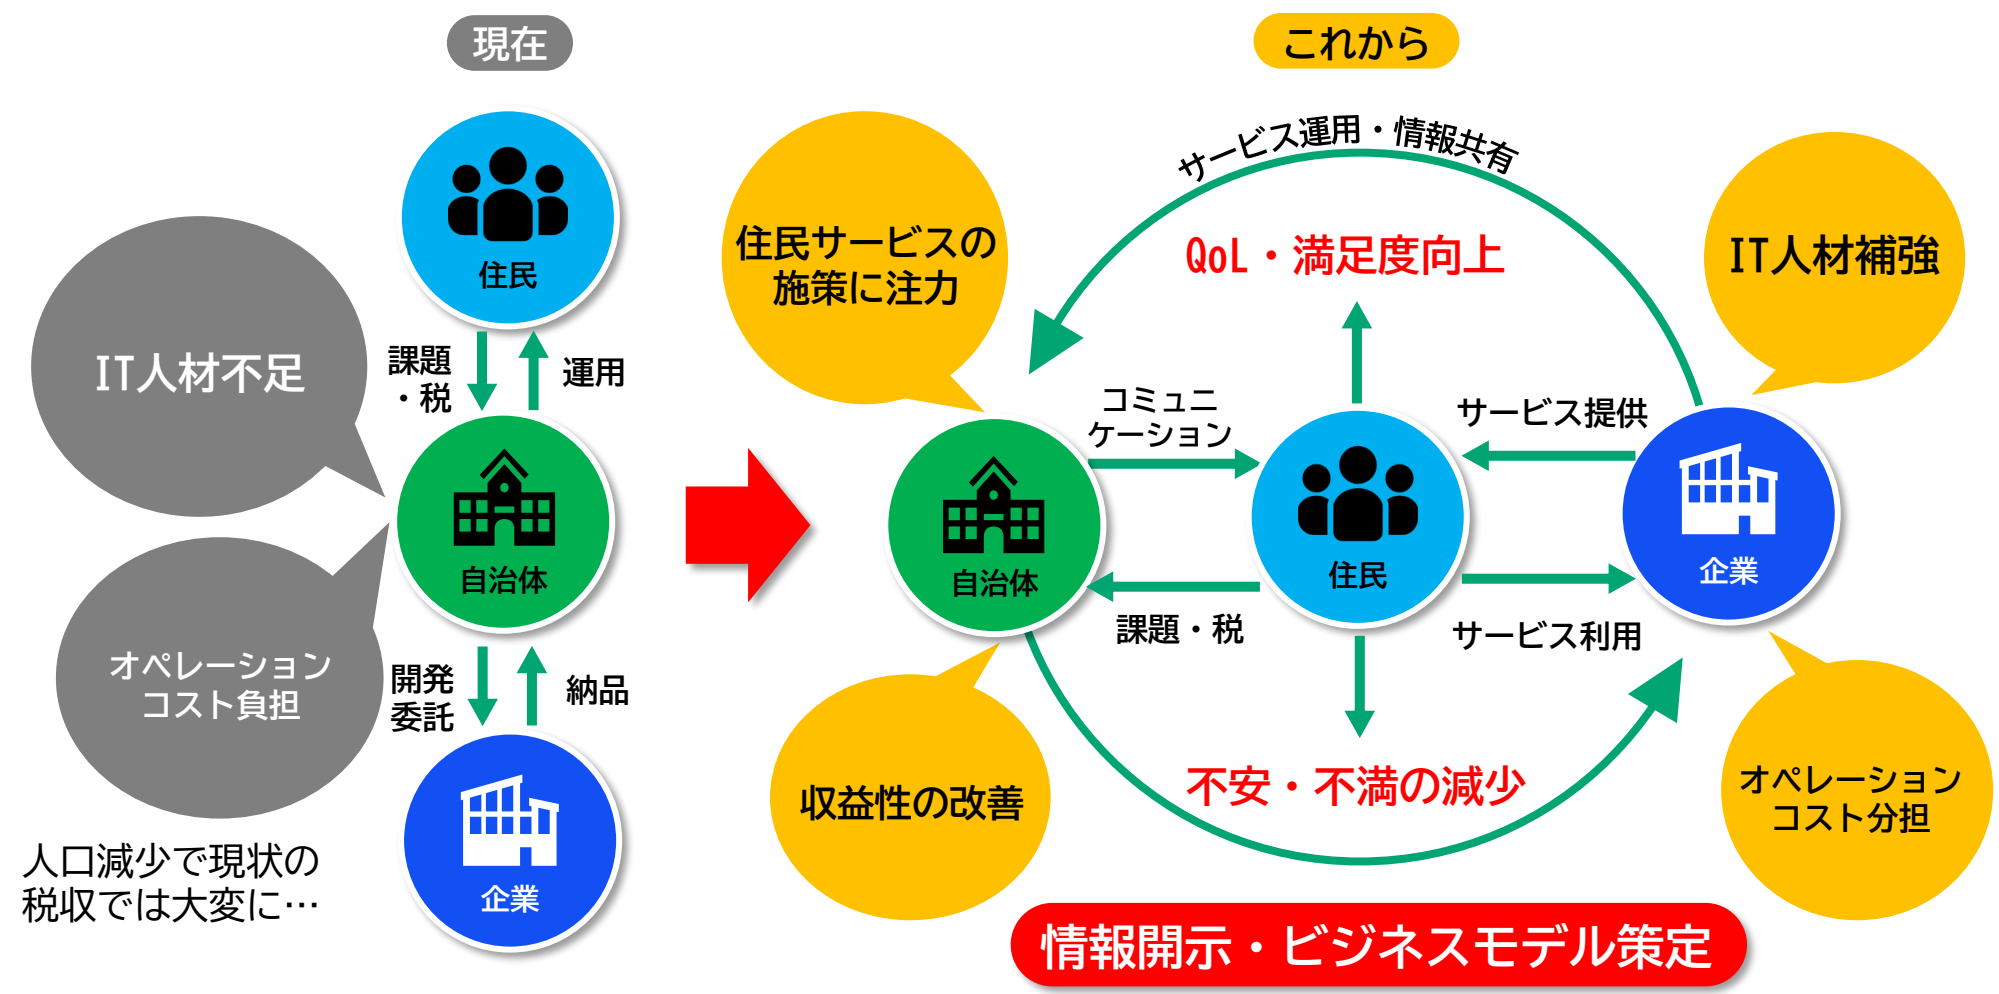 現在
住民
課題
・税
運用
IT人材不足
自治体
オペレーション
コスト負担
開発
委託
納品
企業
人口減少で現状の
税収では大変に…
これから
サービス運用・情報共有
住民サービスの
施策に注力
QoL・満足度向上
IT人材補強
コミュニ
ケーション
サービス提供
自治体
住民
企業
課題・税
サービス利用
収益性の改善
不安・不満の減少
オペレーション
コスト分担
情報開示・ビジネスモデル策定